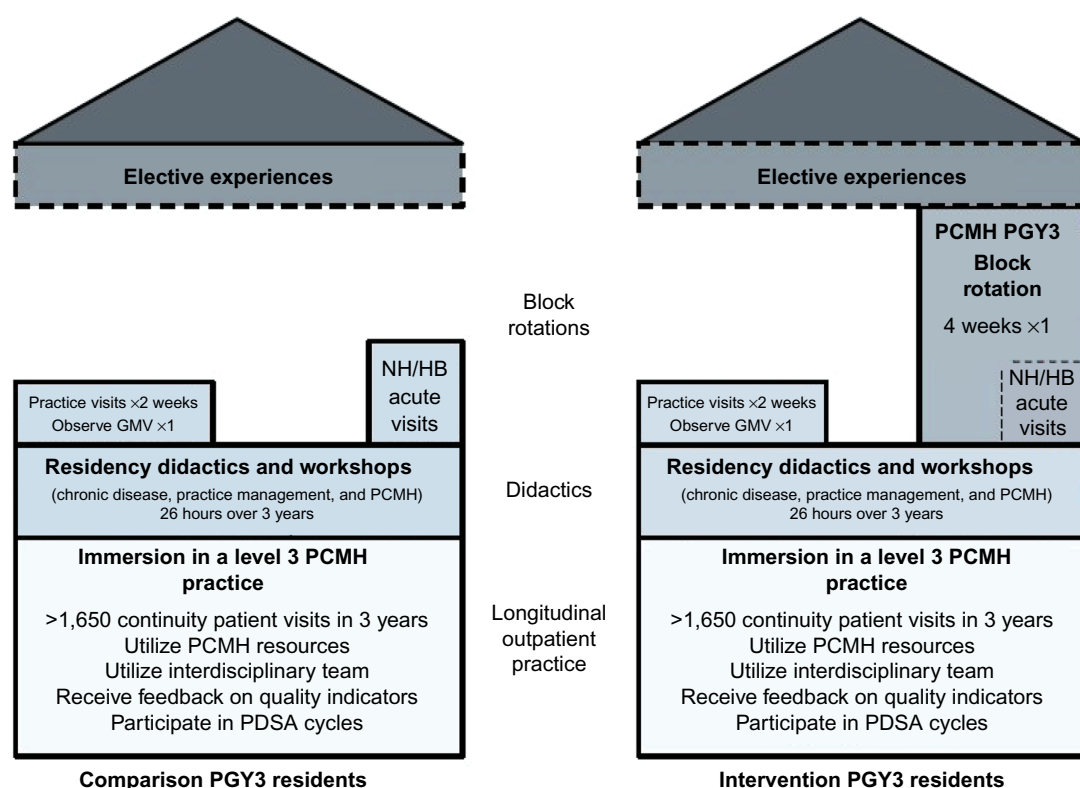 Elective experiences
NH/HB
acute
visits
Practice visits ×2 weeks
Observe GMV ×1
Residency didactics and workshops
(chronic disease, practice management, and PCMH)
26 hours over 3 years
Immersion in a level 3 PCMH
practice
>1,650 continuity patient visits in 3 years
Utilize PCMH resources
Utilize interdisciplinary team
Receive feedback on quality indicators
Participate in PDSA cycles
Comparison PGY3 residents
Block
rotations
Didactics
Longitudinal
outpatient
practice
Elective experiences
PCMH PGY3
Block
rotation
4 weeks ×1
NH/HB
acute
visits
Practice visits ×2 weeks
Observe GMV ×1
Residency didactics and workshops
(chronic disease, practice management, and PCMH)
26 hours over 3 years
Immersion in a level 3 PCMH
practice
>1,650 continuity patient visits in 3 years
Utilize PCMH resources
Utilize interdisciplinary team
Receive feedback on quality indicators
Participate in PDSA cycles
Intervention PGY3 residents